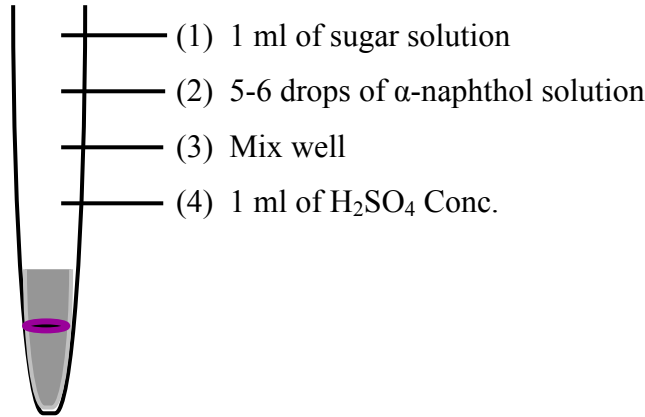 (1) 1 ml of sugar solution
(2) 5-6 drops of α-naphthol solution
(3) Mix well
(4) 1 ml of H₂SO₄ Conc.